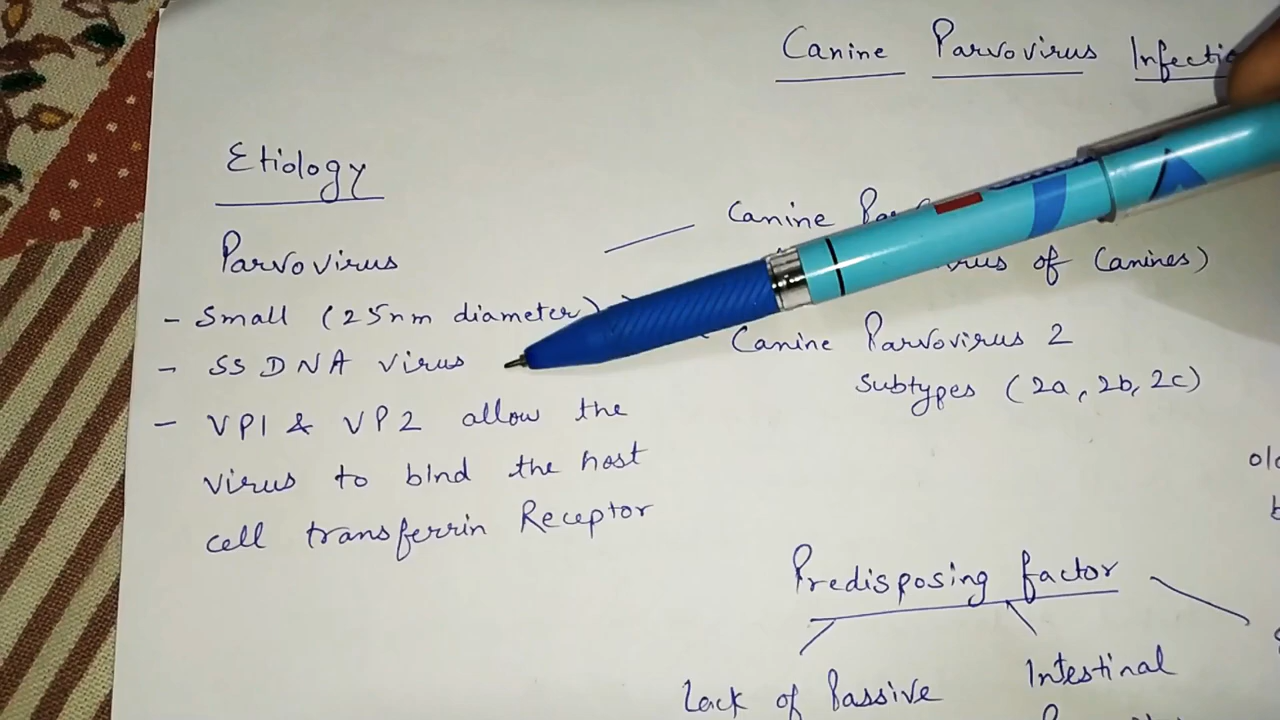 Canine Parvovirus
Etiology
Parvovirus
- Small (25nm diameter)
- SS DNA virus
- VP1 & VP2 allow the
virus to bind the host
cell transferrin Receptor
Canine
of Canines)
Canine Parvovirus 2
Subtypes (2a, 2b, 2c)
Predisposing factor
Lack of Passive
Intestinal